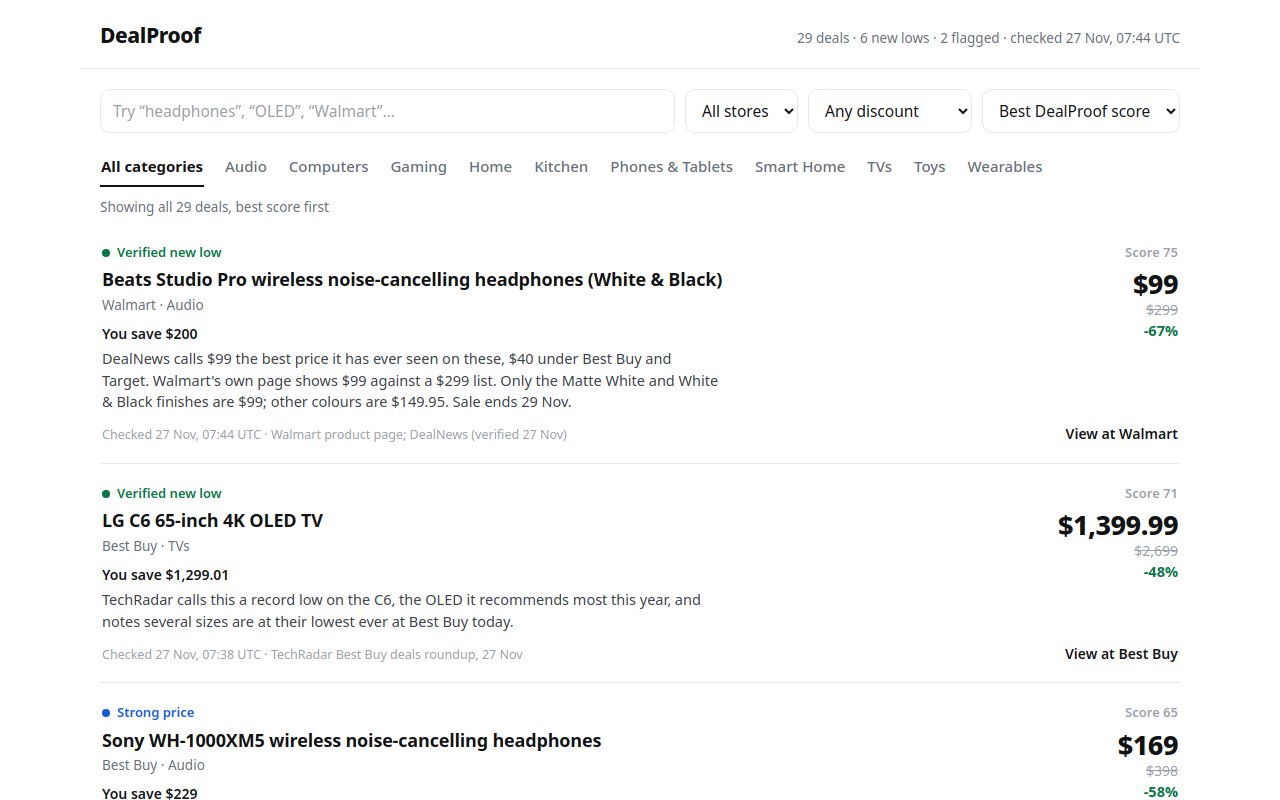 DealProof
29 deals · 6 new lows · 2 flagged · checked 27 Nov, 07:44 UTC
Try “headphones”, “OLED”, “Walmart”…
All stores
Any discount
Best DealProof score
All categories Audio Computers Gaming Home Kitchen Phones & Tablets Smart Home TVs Toys Wearables
Showing all 29 deals, best score first
Verified new low
Score 75
Beats Studio Pro wireless noise-cancelling headphones (White & Black)
$99
Walmart · Audio
$299
You save $200
-67%
DealNews calls $99 the best price it has ever seen on these, $40 under Best Buy and
Target. Walmart's own page shows $99 against a $299 list. Only the Matte White and White
& Black finishes are $99; other colours are $149.95. Sale ends 29 Nov.
Checked 27 Nov, 07:44 UTC · Walmart product page; DealNews (verified 27 Nov)
View at Walmart
Verified new low
Score 71
LG C6 65-inch 4K OLED TV
$1,399.99
Best Buy · TVs
$2,699
You save $1,299.01
-48%
TechRadar calls this a record low on the C6, the OLED it recommends most this year, and
notes several sizes are at their lowest ever at Best Buy today.
Checked 27 Nov, 07:38 UTC · TechRadar Best Buy deals roundup, 27 Nov
View at Best Buy
Strong price
Score 65
Sony WH-1000XM5 wireless noise-cancelling headphones
$169
Best Buy · Audio
$398
You save $229
-58%